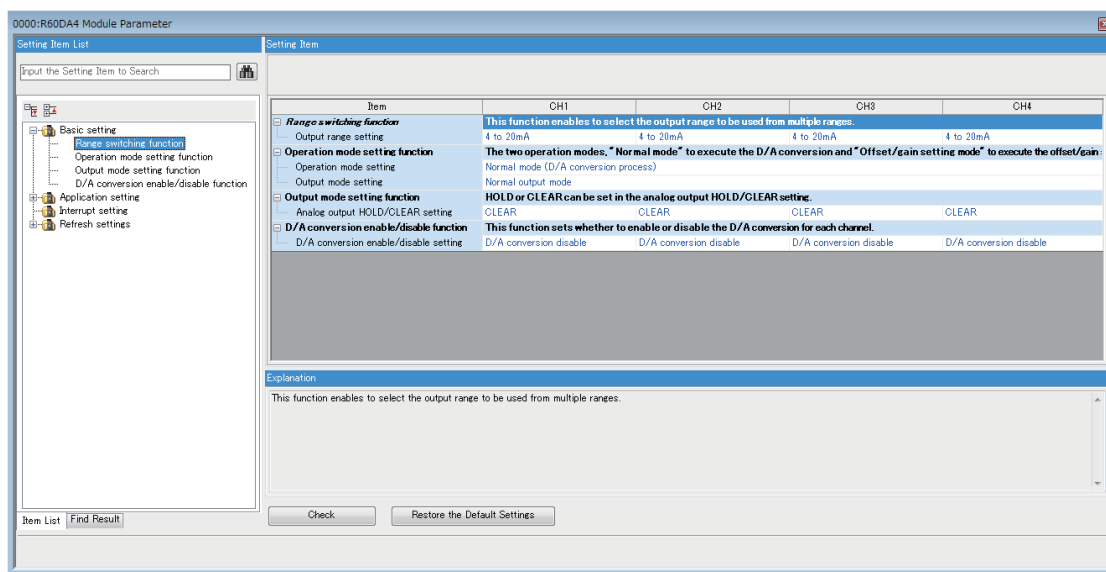 0000:R60DA4 Module Parameter
Setting Item List
Input the Setting Item to Search
Basic setting
Range switching function
Operation mode setting function
Output mode setting function
D/A conversion enable/disable function
Application setting
Interrupt setting
Refresh settings
Item List Find Result
Setting Item
Item CH1 CH2 CH3 CH4
Range switching function This function enables to select the output range to be used from multiple ranges.
Output range setting 4 to 20mA 4 to 20mA 4 to 20mA 4 to 20mA
Operation mode setting function The two operation modes, "Normal mode" to execute the D/A conversion and "Offset/gain setting mode" to execute the offset/gain
Operation mode setting Normal mode (D/A conversion process)
Output mode setting Normal output mode
Output mode setting function HOLD or CLEAR can be set in the analog output HOLD/CLEAR setting.
Analog output HOLD/CLEAR setting CLEAR CLEAR CLEAR CLEAR
D/A conversion enable/disable function This function sets whether to enable or disable the D/A conversion for each channel.
D/A conversion enable/disable setting D/A conversion disable D/A conversion disable D/A conversion disable D/A conversion disable
Explanation
This function enables to select the output range to be used from multiple ranges.
Check Restore the Default Settings